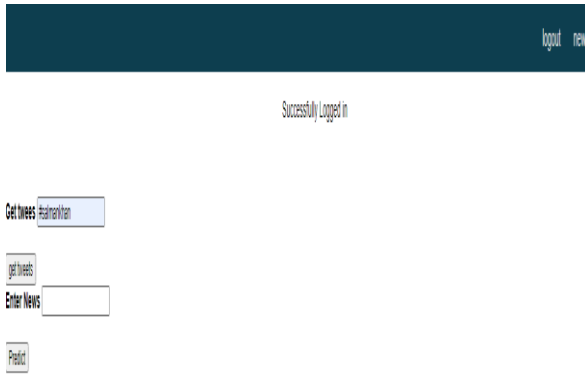 logout new
Successfully Logged in
Get twees #salmankhan
get tweets
Enter News
Predict